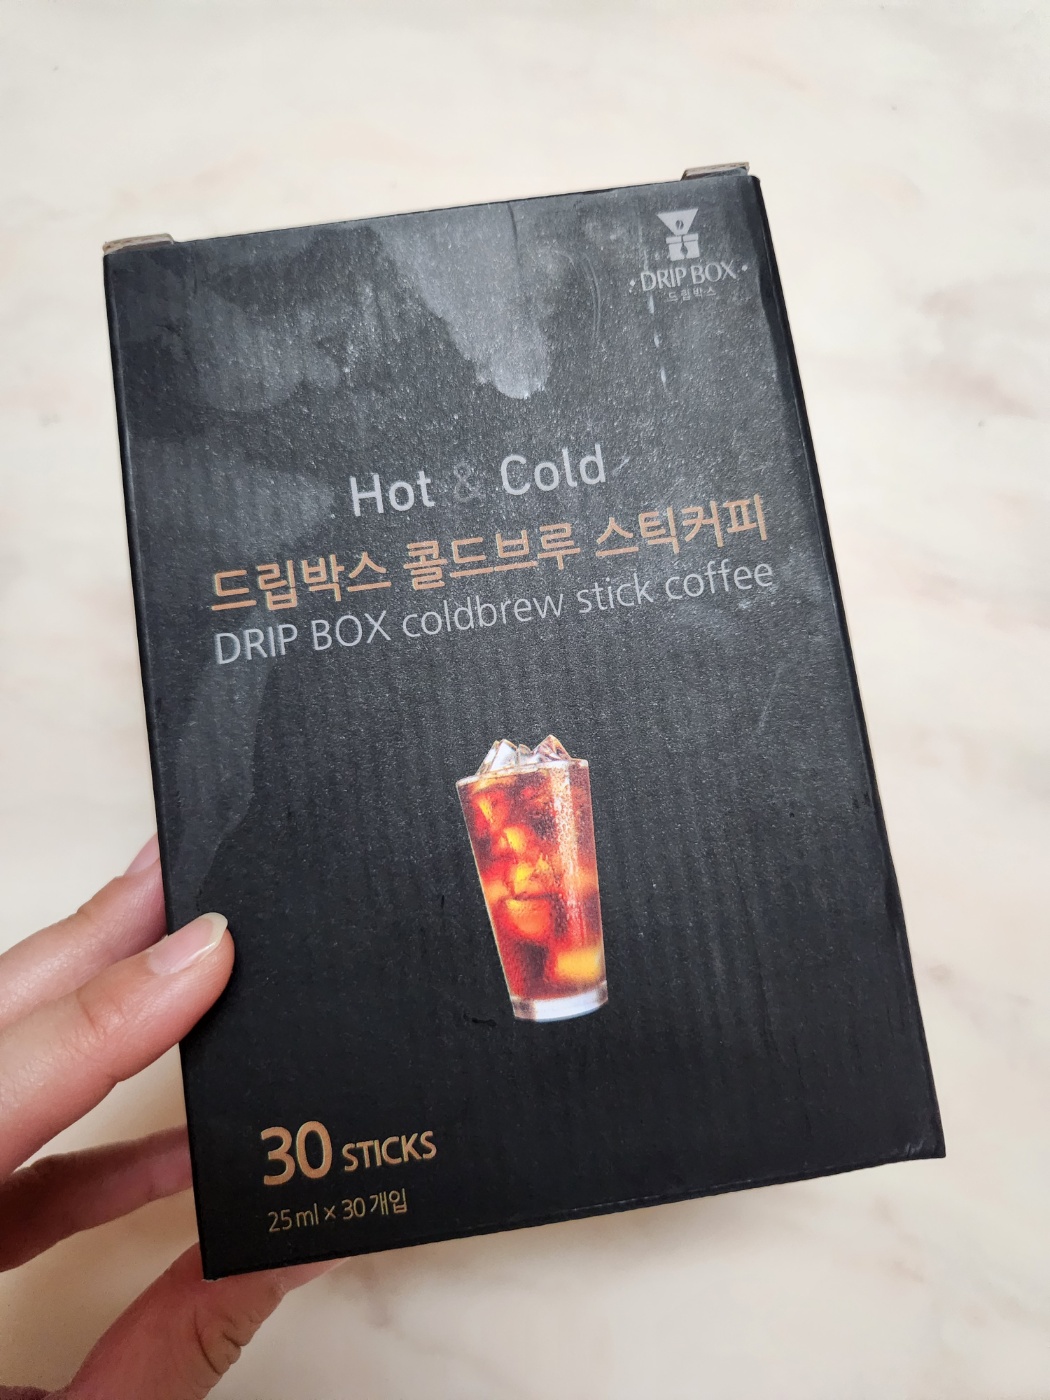 DRIP BOX
드립박스
Hot & Cold
드립박스 콜드브루 스틱커피
DRIP BOX coldbrew stick coffee
30 STICKS
25ml × 30개입